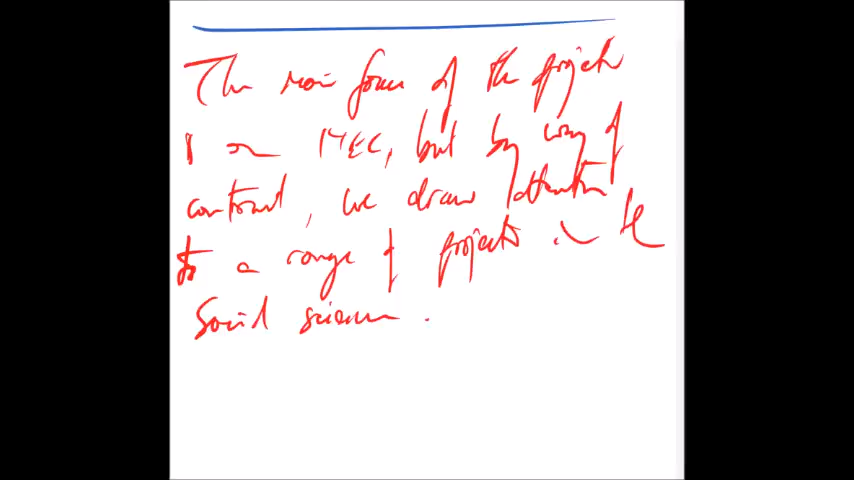 The main focus of the project
is on MEC, but by way of
contrast, we draw attention
to a range of projects in the
Social sciences.